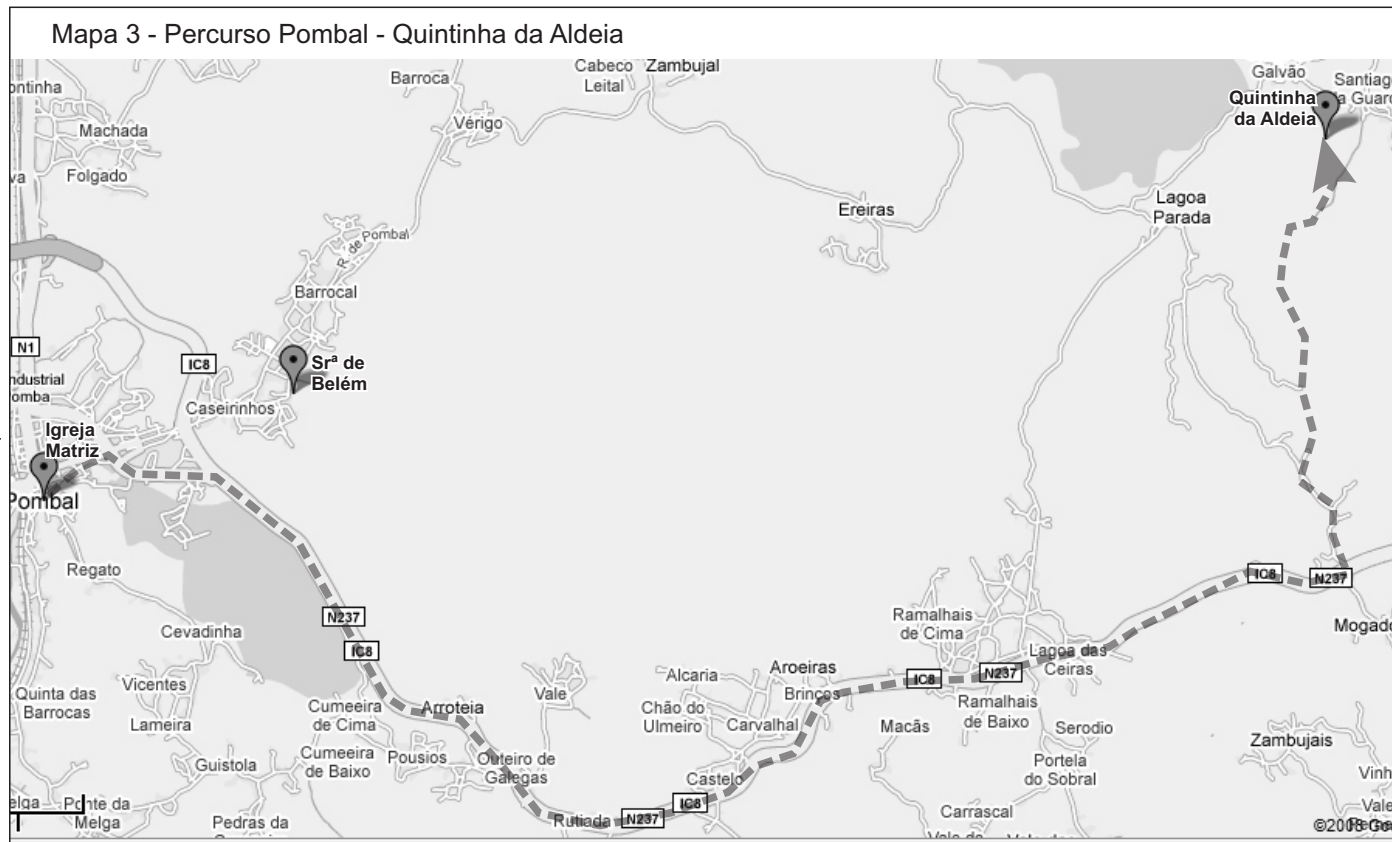 Mapa 3 - Percurso Pombal - Quintinha da Aldeia
Cabeco
Leital
Zambujal
Barroca
Galvão
Quintinha
da Aldeia
Machada
Vérigo
Folgado
Ereiras
Lagoa
Parada
R. de Pombal
Barrocal
N1
IC8
Srª de
Belém
Caseirinhos
Igreja
Matriz
Pombal
Regato
IC8
N237
N237
Cevadinha
IC8
Ramalhais
de Cima
Lagoa das
Ceiras
Vicentes
Quinta das
Barrocas
Lameira
Cumeeira
de Cima
Arroteia
Vale
Alcaria
Aroeiras
Brinços
IC8
N237
Chão do
Ulmeiro
Carvalhal
Macãs
Ramalhais
de Baixo
Serodio
Zambujais
Guistola
Cumeeira
de Baixo
Pousios
Outeiro de
Galegas
Castelo
Portela
do Sobral
Ponte da
Melga
Pedras da
Rutiada
N237
IC8
Carrascal
©2008